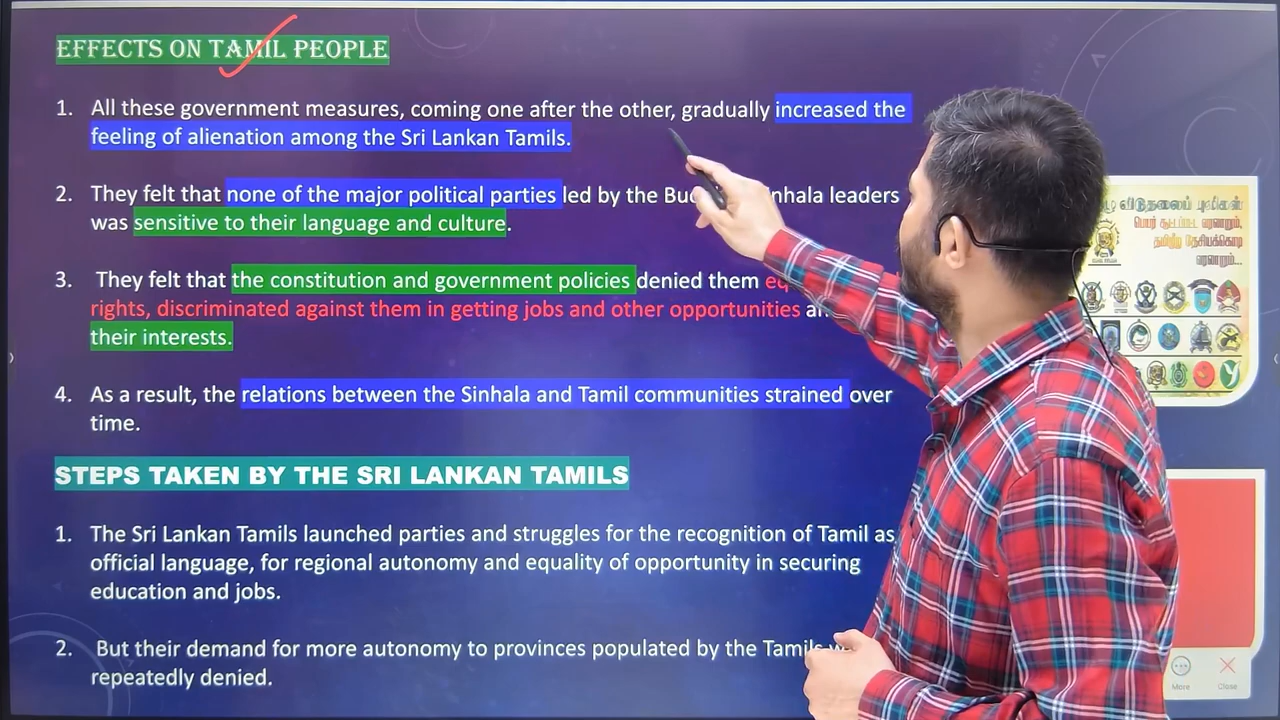 EFFECTS ON TAMIL PEOPLE
1. All these government measures, coming one after the other, gradually increased the
feeling of alienation among the Sri Lankan Tamils.
2. They felt that none of the major political parties led by the Bu nhala leaders
was sensitive to their language and culture.
3. They felt that the constitution and government policies denied them
rights, discriminated against them in getting jobs and other opportunities
their interests.
4. As a result, the relations between the Sinhala and Tamil communities strained over
time.
STEPS TAKEN BY THE SRI LANKAN TAMILS
1. The Sri Lankan Tamils launched parties and struggles for the recognition of Tamil as
official language, for regional autonomy and equality of opportunity in securing
education and jobs.
2. But their demand for more autonomy to provinces populated by the Tamils
repeatedly denied.
விடுதலைப் புலிகள்
More
Close